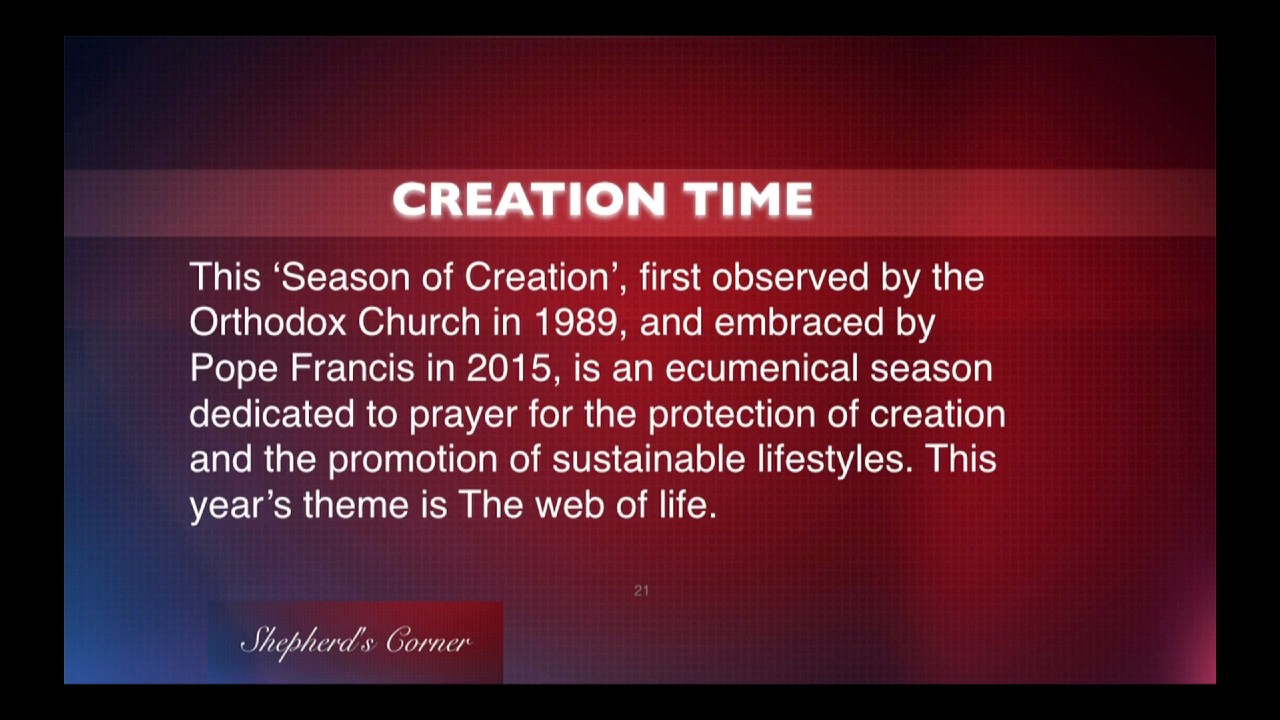 CREATION TIME
This ‘Season of Creation’, first observed by the
Orthodox Church in 1989, and embraced by
Pope Francis in 2015, is an ecumenical season
dedicated to prayer for the protection of creation
and the promotion of sustainable lifestyles. This
year’s theme is The web of life.
21
Shepherd's Corner